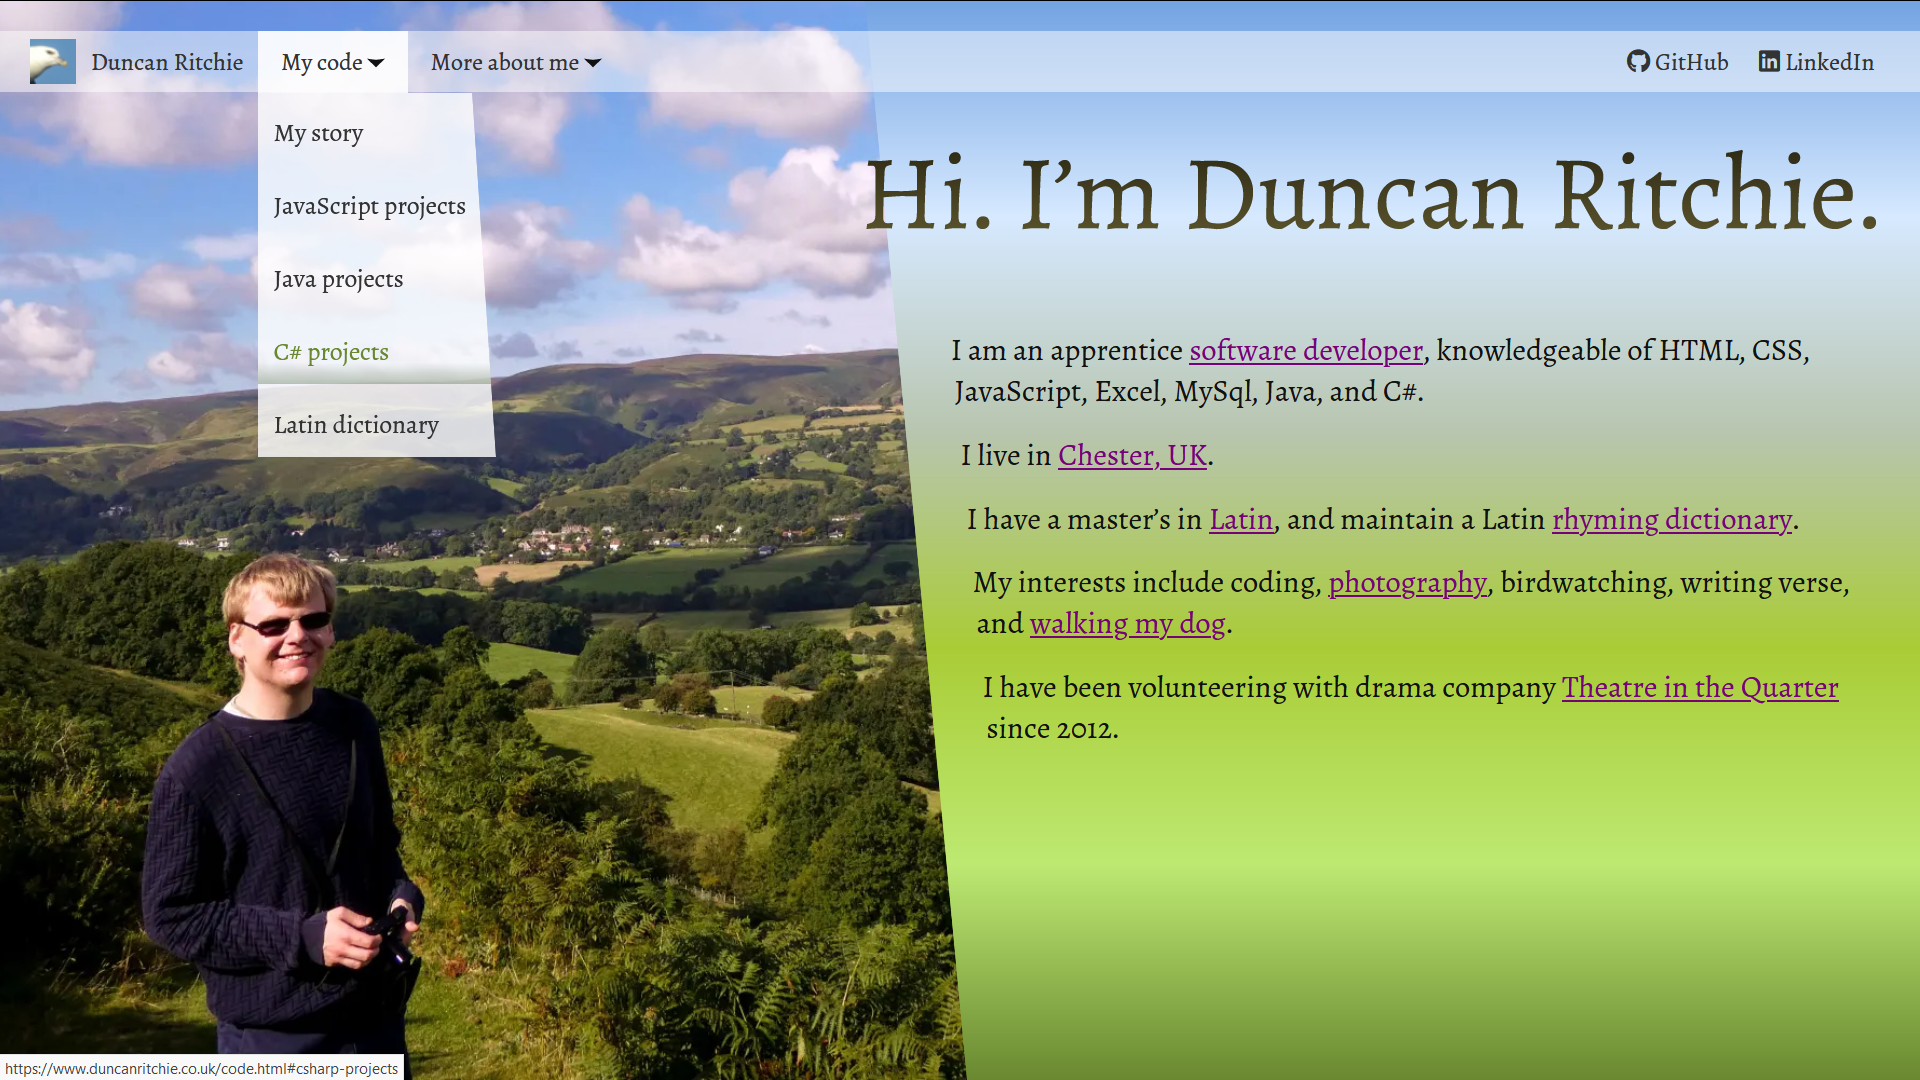 Duncan Ritchie
My code
More about me
GitHub
LinkedIn
My story
JavaScript projects
Java projects
C# projects
Latin dictionary
Hi. I’m Duncan Ritchie.
I am an apprentice software developer, knowledgeable of HTML, CSS,
JavaScript, Excel, MySql, Java, and C#.
I live in Chester, UK.
I have a master’s in Latin, and maintain a Latin rhyming dictionary.
My interests include coding, photography, birdwatching, writing verse,
and walking my dog.
I have been volunteering with drama company Theatre in the Quarter
since 2012.
https://www.duncanritchie.co.uk/code.html#csharp-projects